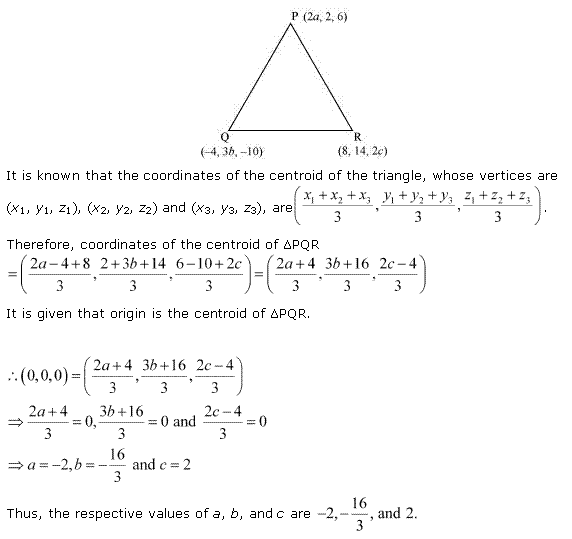 P (2a, 2, 6)
Q R
(–4, 3b, –10) (8, 14, 2c)
It is known that the coordinates of the centroid of the triangle, whose vertices are
(x₁, y₁, z₁), (x₂, y₂, z₂) and (x₃, y₃, z₃), are ((x₁+x₂+x₃)/3, (y₁+y₂+y₃)/3, (z₁+z₂+z₃)/3).
Therefore, coordinates of the centroid of ΔPQR
=((2a−4+8)/3, (2+3b+14)/3, (6−10+2c)/3)=((2a+4)/3, (3b+16)/3, (2c−4)/3)
It is given that origin is the centroid of ΔPQR.
∴(0,0,0)=((2a+4)/3, (3b+16)/3, (2c−4)/3)
⇒(2a+4)/3=0, (3b+16)/3=0 and (2c−4)/3=0
⇒a=−2, b=−16/3 and c=2
Thus, the respective values of a, b, and c are −2, −16/3, and 2.